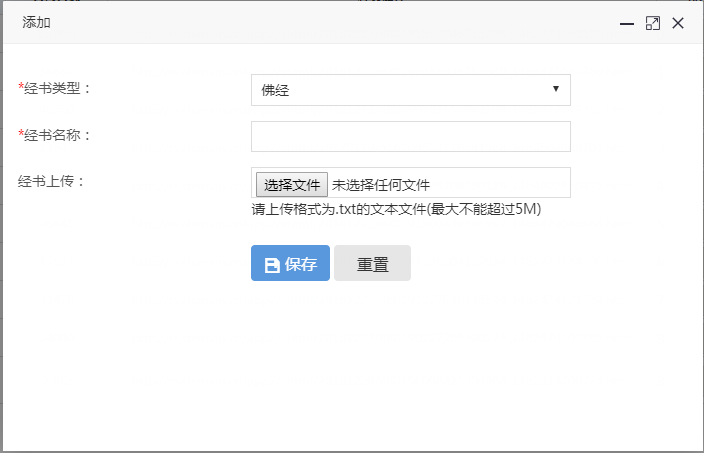 添加
*经书类型：
佛经
*经书名称：
经书上传：
选择文件 未选择任何文件
请上传格式为.txt的文本文件(最大不能超过5M)
保存 重置